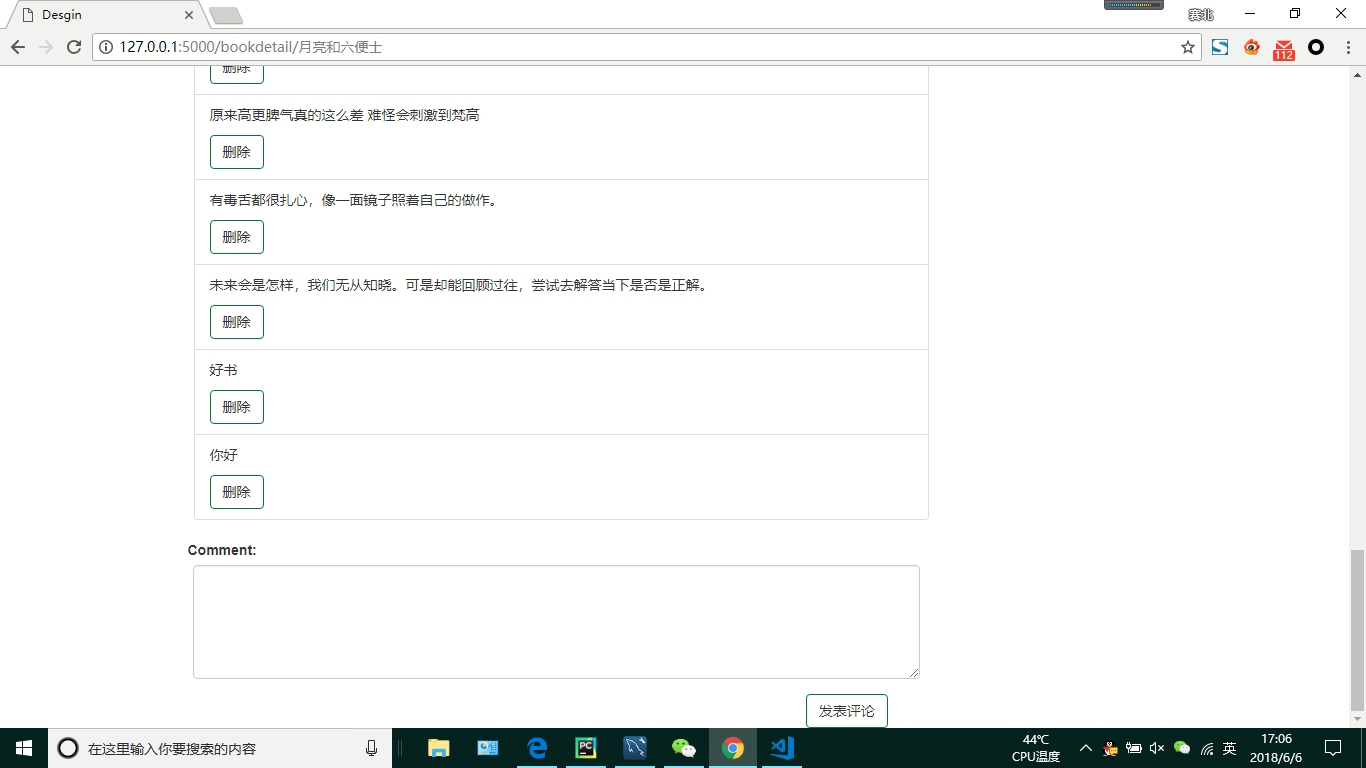 Desgin
赛北
127.0.0.1:5000/bookdetail/月亮和六便士
112
删除
原来高更脾气真的这么差 难怪会刺激到梵高
删除
有毒舌都很扎心，像一面镜子照着自己的做作。
删除
未来会是怎样，我们无从知晓。可是却能回顾过往，尝试去解答当下是否是正解。
删除
好书
删除
你好
删除
Comment:
发表评论
在这里输入你要搜索的内容
PC
44℃
CPU温度
英
17:06
2018/6/6